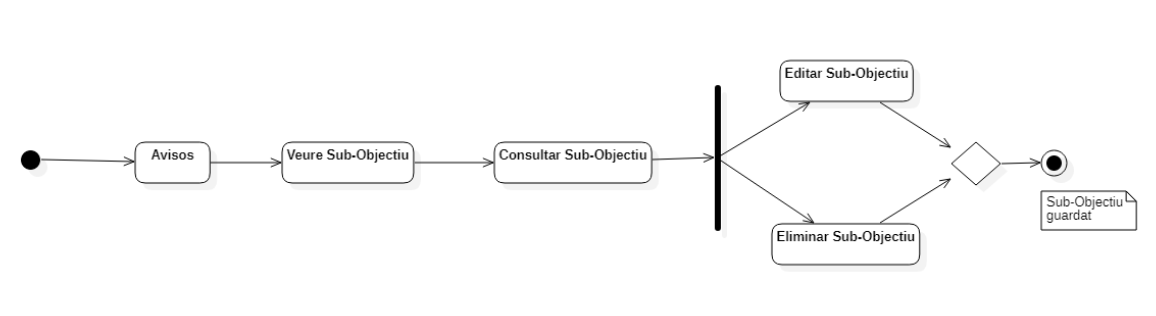 Editar Sub-Objectiu
Avisos
Veure Sub-Objectiu
Consultar Sub-Objectiu
Eliminar Sub-Objectiu
Sub-Objectiu
guardat